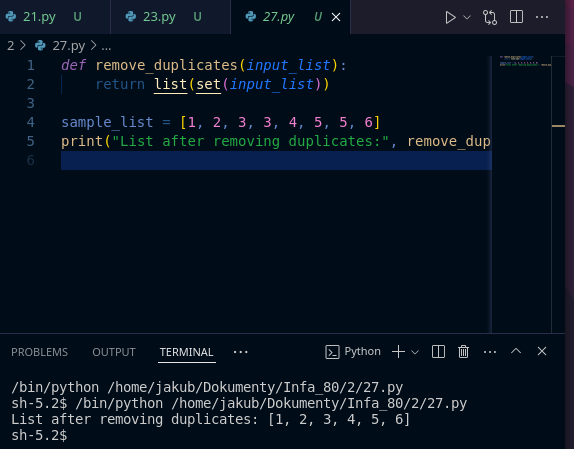 21.py U 23.py U 27.py U
2 > 27.py > ...
1 def remove_duplicates(input_list):
2 return list(set(input_list))
3
4 sample_list = [1, 2, 3, 3, 4, 5, 5, 6]
5 print("List after removing duplicates:", remove_dup
6
PROBLEMS OUTPUT TERMINAL ... Python
/bin/python /home/jakub/Dokumenty/Infa_80/2/27.py
sh-5.2$ /bin/python /home/jakub/Dokumenty/Infa_80/2/27.py
List after removing duplicates: [1, 2, 3, 4, 5, 6]
sh-5.2$